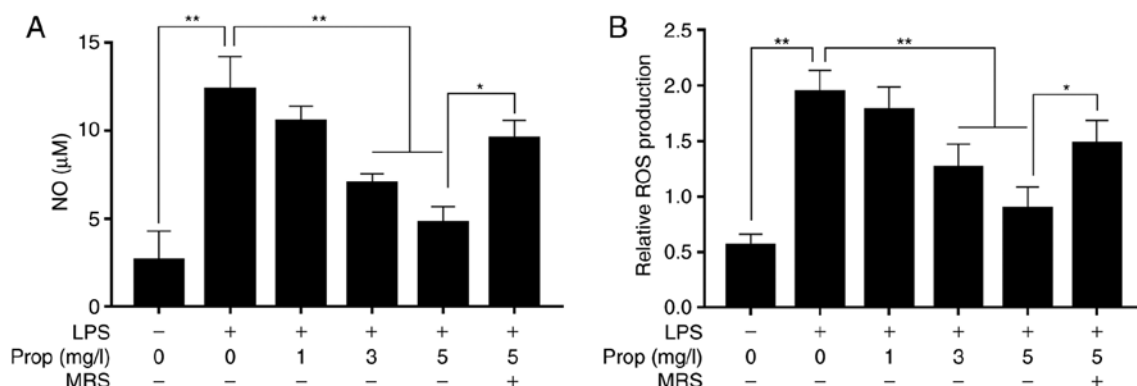 A
NO (μM)
15
10
5
0
**
**
*
LPS – + + + + +
Prop (mg/l) 0 0 1 3 5 5
MRS – – – – – +
B
Relative ROS production
2.5
2.0
1.5
1.0
0.5
0.0
**
**
*
LPS – + + + + +
Prop (mg/l) 0 0 1 3 5 5
MRS – – – – – +